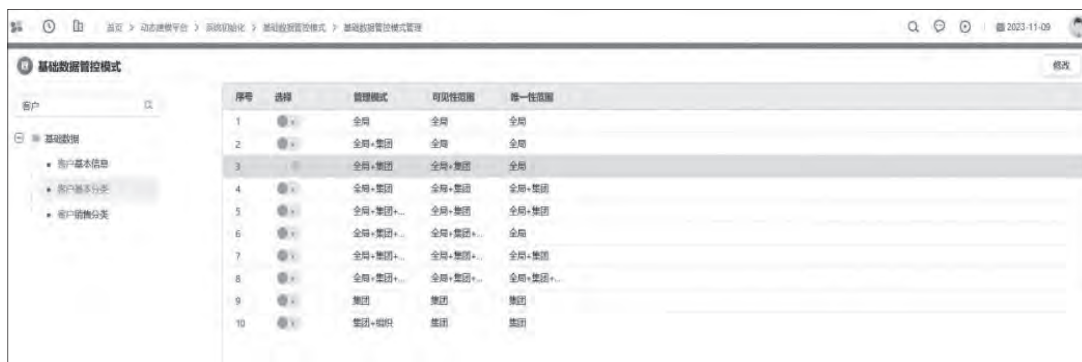 首页 > 动态建模平台 > 系统初始化 > 基础数据管控模式 > 基础数据管控模式管理
2023-11-09
基础数据管控模式
修改
客户
基础数据
客户基本信息
客户基本分类
客户销售分类
序号 选择 管理模式 可见性范围 唯一性范围
1 全局 全局 全局
2 全局+集团 全局 全局
3 全局+集团 全局+集团 全局
4 全局+集团 全局+集团 全局+集团
5 全局+集团+... 全局+集团 全局+集团
6 全局+集团+... 全局+集团+... 全局
7 全局+集团+... 全局+集团+... 全局+集团
8 全局+集团+... 全局+集团+... 全局+集团+...
9 集团 集团 集团
10 集团+组织 集团 集团